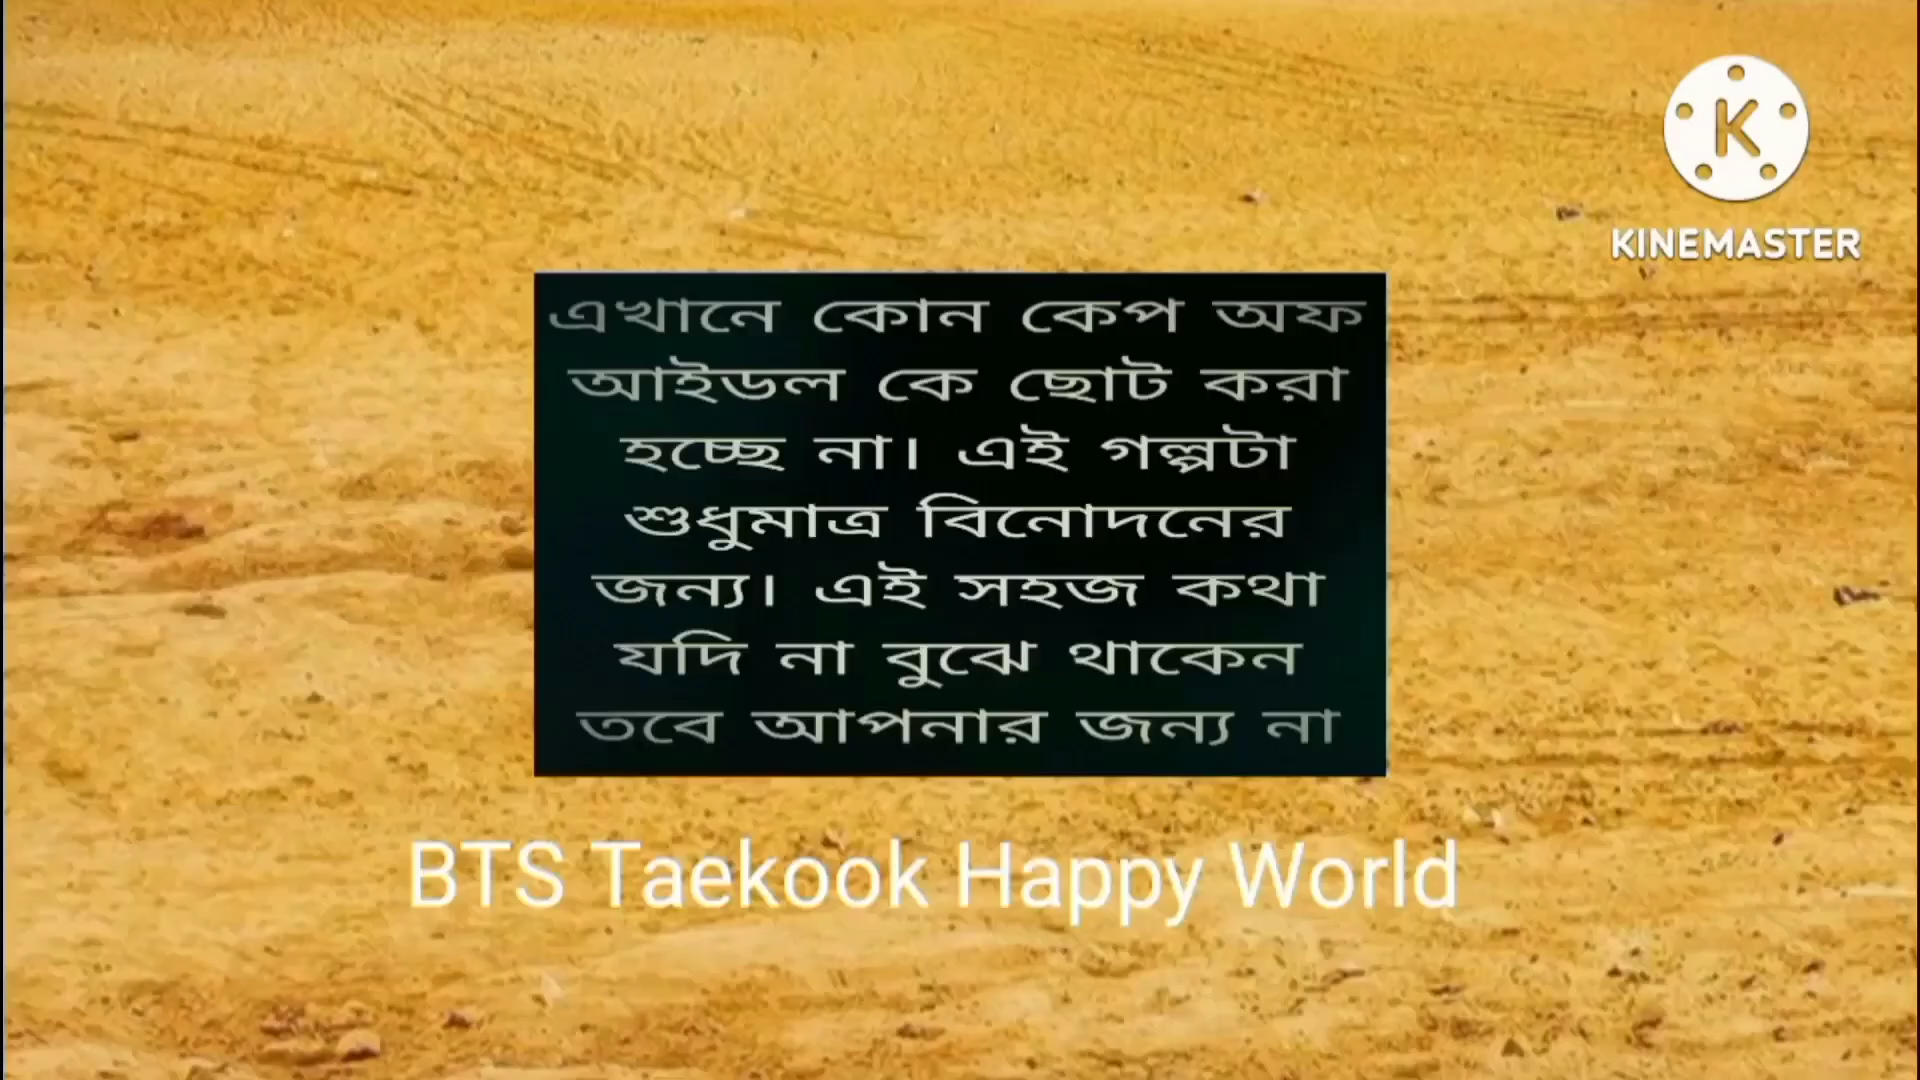 K
KINEMASTER
এখানে কোন কেপ অফ
আইডল কে ছোট করা
হচ্ছে না। এই গল্পটা
শুধুমাত্র বিনোদনের
জন্য। এই সহজ কথা
যদি না বুঝে থাকেন
তবে আপনার জন্য না
BTS Taekook Happy World